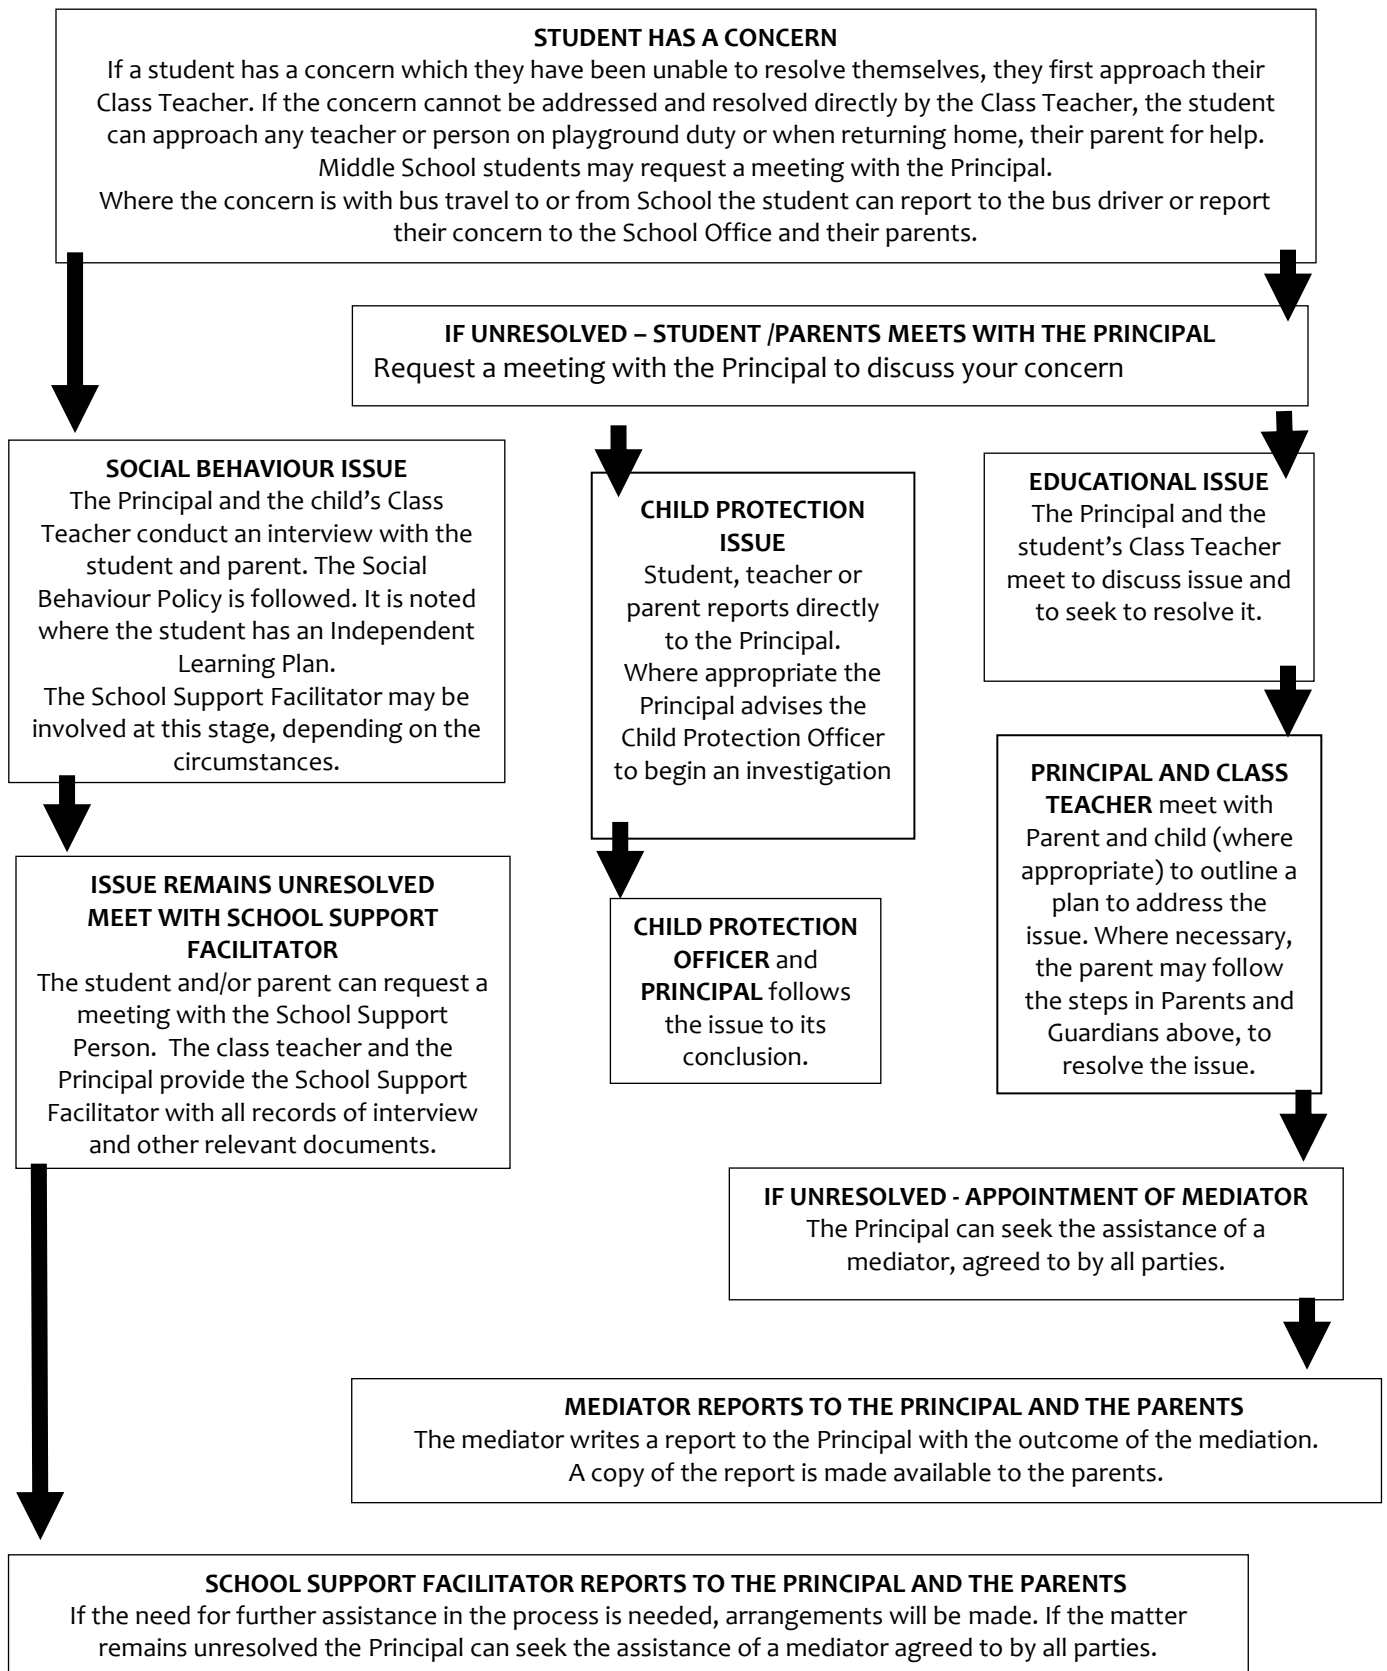 STUDENT HAS A CONCERN
If a student has a concern which they have been unable to resolve themselves, they first approach their
Class Teacher. If the concern cannot be addressed and resolved directly by the Class Teacher, the student
can approach any teacher or person on playground duty or when returning home, their parent for help.
Middle School students may request a meeting with the Principal.
Where the concern is with bus travel to or from School the student can report to the bus driver or report
their concern to the School Office and their parents.
IF UNRESOLVED – STUDENT /PARENTS MEETS WITH THE PRINCIPAL
Request a meeting with the Principal to discuss your concern
SOCIAL BEHAVIOUR ISSUE
The Principal and the child’s Class
Teacher conduct an interview with the
student and parent. The Social
Behaviour Policy is followed. It is noted
where the student has an Independent
Learning Plan.
The School Support Facilitator may be
involved at this stage, depending on the
circumstances.
CHILD PROTECTION
ISSUE
Student, teacher or
parent reports directly
to the Principal.
Where appropriate the
Principal advises the
Child Protection Officer
to begin an investigation
EDUCATIONAL ISSUE
The Principal and the
student’s Class Teacher
meet to discuss issue and
to seek to resolve it.
PRINCIPAL AND CLASS
TEACHER meet with
Parent and child (where
appropriate) to outline a
plan to address the
issue. Where necessary,
the parent may follow
the steps in Parents and
Guardians above, to
resolve the issue.
ISSUE REMAINS UNRESOLVED
MEET WITH SCHOOL SUPPORT
FACILITATOR
The student and/or parent can request a
meeting with the School Support
Person.  The class teacher and the
Principal provide the School Support
Facilitator with all records of interview
and other relevant documents.
CHILD PROTECTION
OFFICER and
PRINCIPAL follows
the issue to its
conclusion.
IF UNRESOLVED - APPOINTMENT OF MEDIATOR
The Principal can seek the assistance of a
mediator, agreed to by all parties.
MEDIATOR REPORTS TO THE PRINCIPAL AND THE PARENTS
The mediator writes a report to the Principal with the outcome of the mediation.
A copy of the report is made available to the parents.
SCHOOL SUPPORT FACILITATOR REPORTS TO THE PRINCIPAL AND THE PARENTS
If the need for further assistance in the process is needed, arrangements will be made. If the matter
remains unresolved the Principal can seek the assistance of a mediator agreed to by all parties.